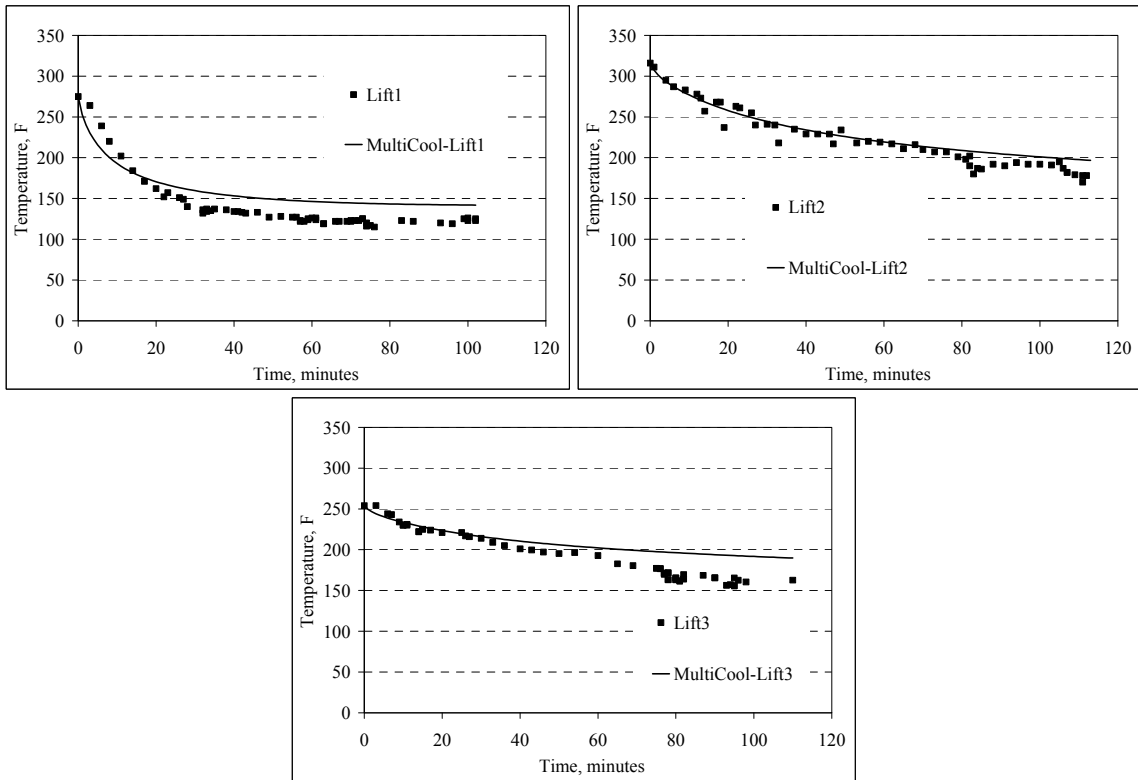 350
300
250
200
150
100
50
0
Temperature, F
Lift1
MultiCool-Lift1
0 20 40 60 80 100 120
Time, minutes
350
300
250
200
150
100
50
0
Temperature, F
Lift2
MultiCool-Lift2
0 20 40 60 80 100 120
Time, minutes
350
300
250
200
150
100
50
0
Temperature, F
Lift3
MultiCool-Lift3
0 20 40 60 80 100 120
Time, minutes